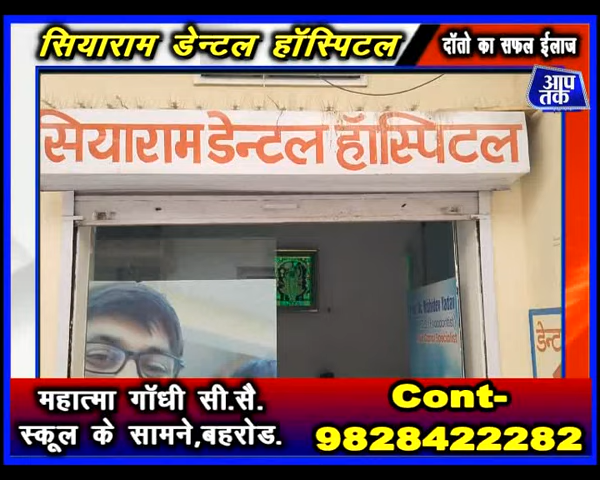 सियाराम डेन्टल हॉस्पिटल
दॉतो का सफल ईलाज
आप
तक
सियाराम डेन्टल हॉस्पिटल
डेन्ट
महात्मा गॉधी सी.सै.
स्कूल के सामने,बहरोड.
Cont-
9828422282